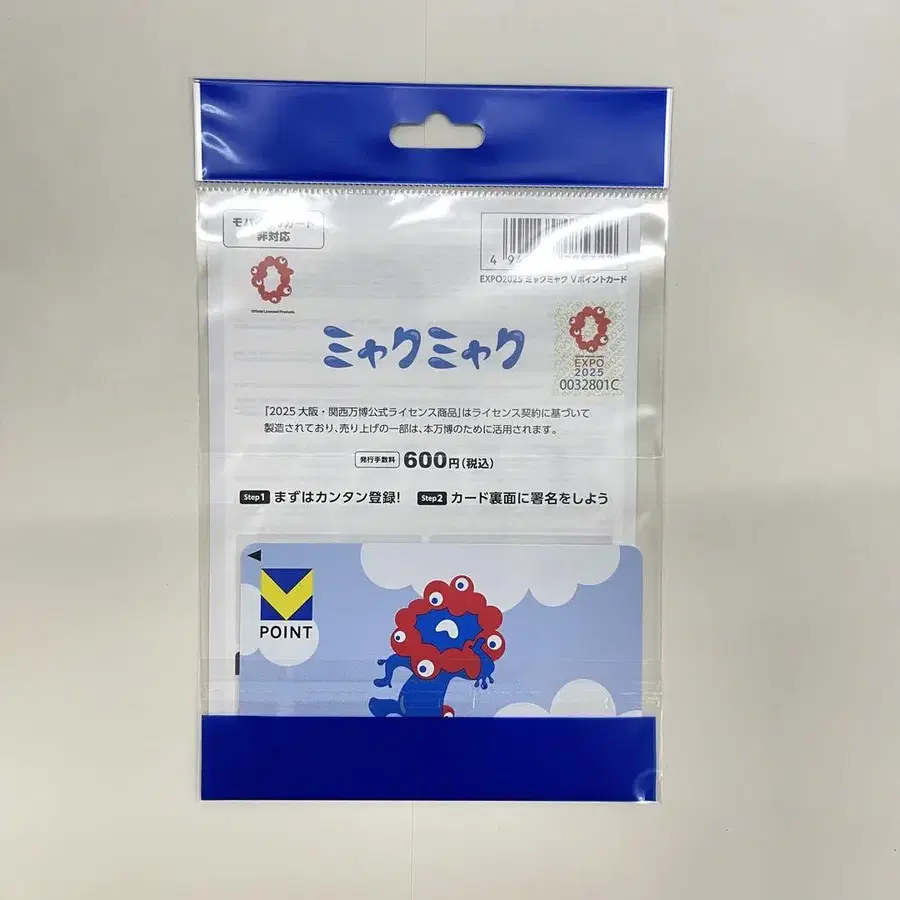 非対応
EXPO2025 ミャクミャク Vポイントカード
Official Licensed Products
ミャクミャク
EXPO
2025
0032801C
「2025 大阪・関西万博公式ライセンス商品」はライセンス契約に基づいて
製造されており、売り上げの一部は、本万博のために活用されます。
発行手数料 600円(税込)
Step1 まずはカンタン登録! Step2 カード裏面に署名をしよう
POINT